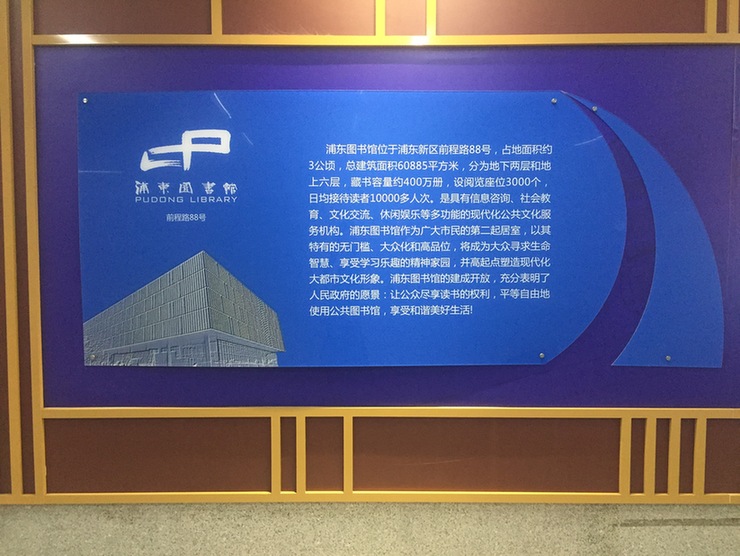 浦东图书馆
PUDONG LIBRARY
前程路88号
浦东图书馆位于浦东新区前程路88号，占地面积约
3公顷，总建筑面积60885平方米，分为地下两层和地
上六层，藏书容量约400万册，设阅览座位3000个，
日均接待读者10000多人次。是具有信息咨询、社会教
育、文化交流、休闲娱乐等多功能的现代化公共文化服
务机构。浦东图书馆作为广大市民的第二起居室，以其
特有的无门槛、大众化和高品位，将成为大众寻求生命
智慧、享受学习乐趣的精神家园，并高起点塑造现代化
大都市文化形象。浦东图书馆的建成开放，充分表明了
人民政府的愿景：让公众尽享读书的权利，平等自由地
使用公共图书馆，享受和谐美好生活!